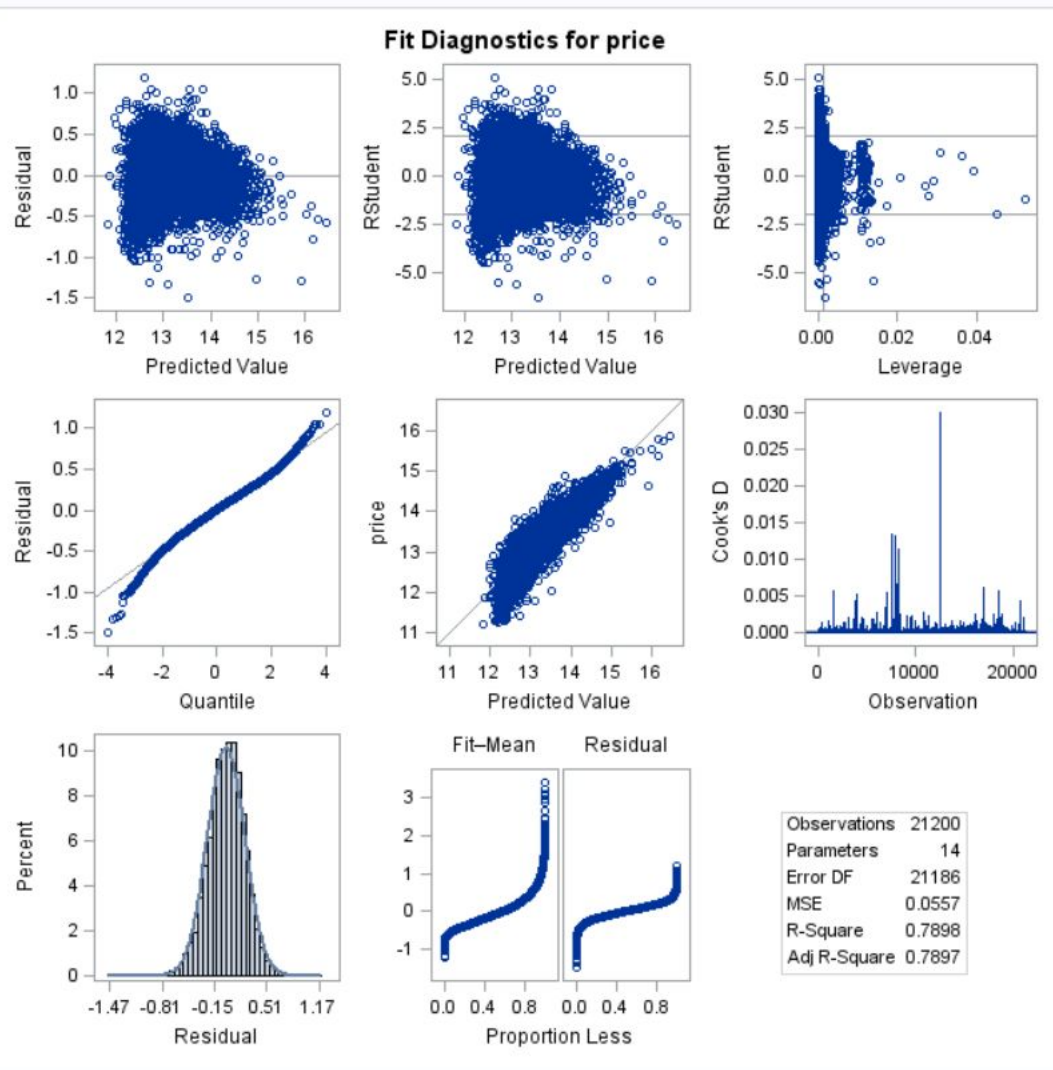 Fit Diagnostics for price
1.0
0.5
0.0
-0.5
-1.0
-1.5
Residual
12 13 14 15 16
Predicted Value
5.0
2.5
0.0
-2.5
-5.0
RStudent
12 13 14 15 16
Predicted Value
5.0
2.5
0.0
-2.5
-5.0
RStudent
0.00 0.02 0.04
Leverage
1.0
0.5
0.0
-0.5
-1.0
-1.5
Residual
-4 -2 0 2 4
Quantile
16
15
14
13
12
11
price
11 12 13 14 15 16
Predicted Value
0.030
0.025
0.020
0.015
0.010
0.005
0.000
Cook's D
0 10000 20000
Observation
10
8
6
4
2
0
Percent
-1.47 -0.81 -0.15 0.51 1.17
Residual
Fit–Mean Residual
3
2
1
0
-1
0.0 0.4 0.8 0.0 0.4 0.8
Proportion Less
Observations 21200
Parameters 14
Error DF 21186
MSE 0.0557
R-Square 0.7898
Adj R-Square 0.7897